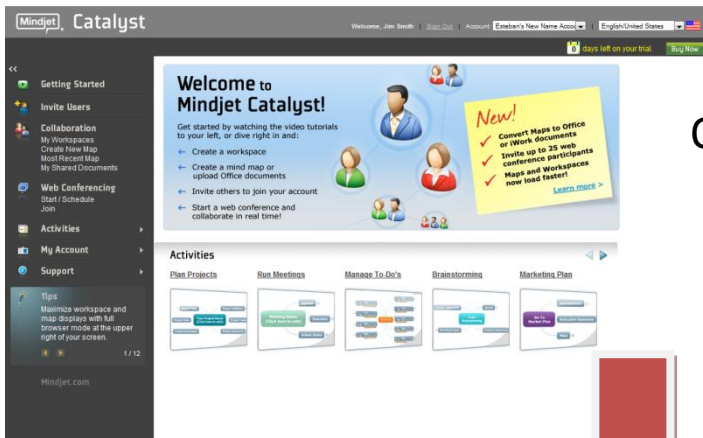 Mindjet Catalyst
Welcome, Jim Smith | Sign Out | Account: Esteban's New Name Accou | English/United States
0 days left on your trial. Buy Now
<<
Getting Started
Invite Users
Collaboration
My Workspaces
Create New Map
Most Recent Map
My Shared Documents
Web Conferencing
Start / Schedule
Join
Activities
My Account
Support
Tips
Maximize workspace and
map displays with full
browser mode at the upper
right of your screen.
1 / 12
Mindjet.com
Welcome to
Mindjet Catalyst!
Get started by watching the video tutorials
to your left, or dive right in and:
← Create a workspace
← Create a mind map or
upload Office documents
← Invite others to join your account
← Start a web conference and
collaborate in real time!
New!
✓ Convert Maps to Office
or iWork documents
✓ Invite up to 25 web
conference participants
✓ Maps and Workspaces
now load faster!
Learn more >
Activities
Plan Projects
Run Meetings
Manage To-Do's
Brainstorming
Marketing Plan
Go To
Market Plan